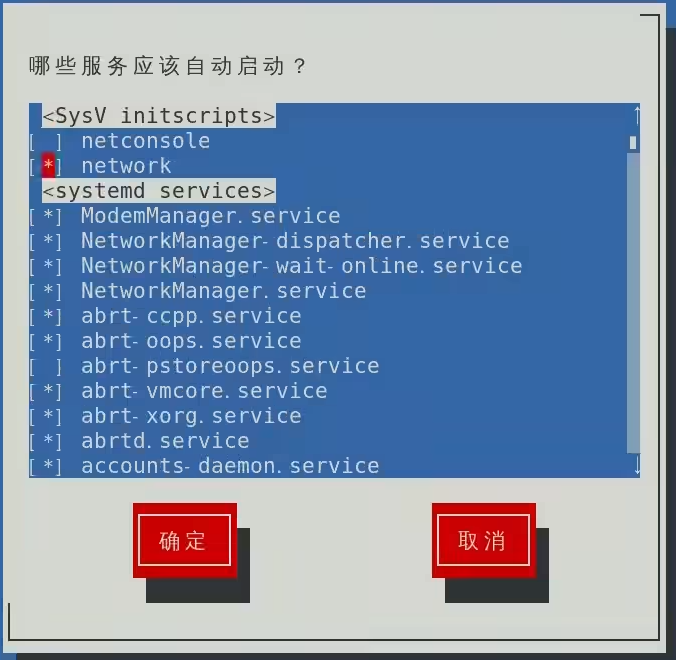 哪些服务应该自动启动？
<SysV initscripts>
[ ] netconsole
[*] network
<systemd services>
[*] ModemManager.service
[*] NetworkManager-dispatcher.service
[*] NetworkManager-wait-online.service
[*] NetworkManager.service
[*] abrt-ccpp.service
[*] abrt-oops.service
[ ] abrt-pstoreoops.service
[*] abrt-vmcore.service
[*] abrt-xorg.service
[*] abrtd.service
[*] accounts-daemon.service
确定 取消